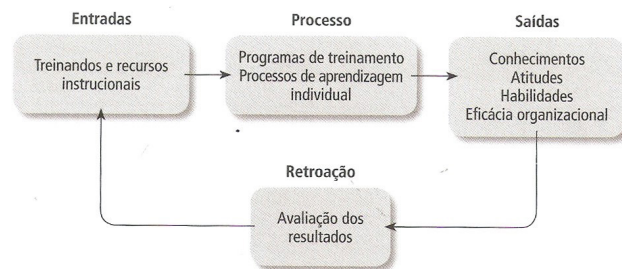 Entradas
Processo
Saídas
Treinandos e recursos
instrucionais
Programas de treinamento
Processos de aprendizagem
individual
Conhecimentos
Atitudes
Habilidades
Eficácia organizacional
Retroação
Avaliação dos
resultados